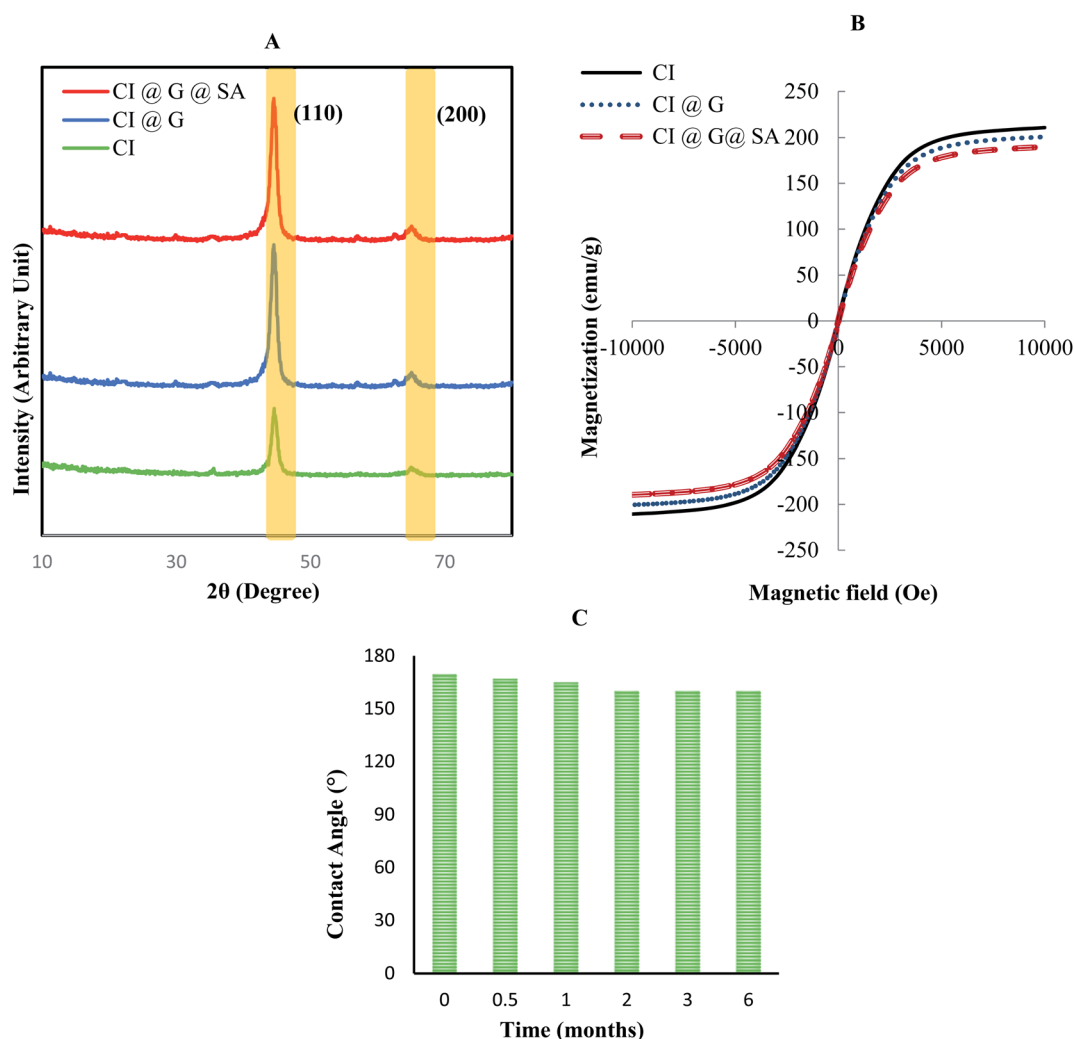 A
CI @ G @ SA
CI @ G
CI
(110)
(200)
Intensity (Arbitrary Unit)
10 30 50 70
2θ (Degree)
B
CI
CI @ G
CI @ G@ SA
250
200
150
100
50
0
-50
-100
-150
-200
-250
-10000 -5000 0 5000 10000
Magnetization (emu/g)
Magnetic field (Oe)
C
180
150
120
90
60
30
0
Contact Angle (°)
0 0.5 1 2 3 6
Time (months)